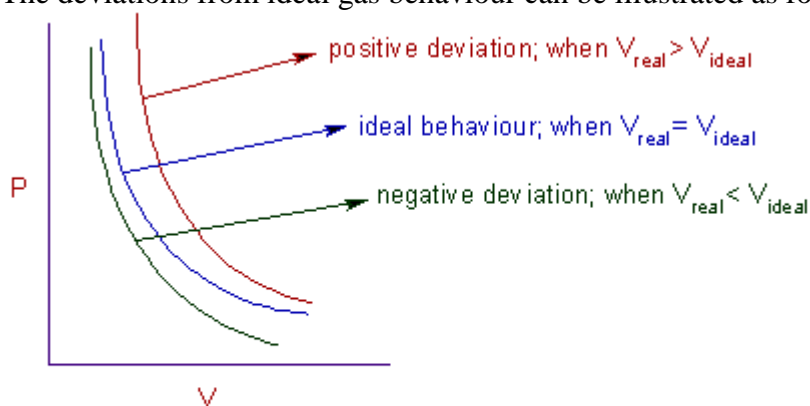 The deviations from ideal gas behaviour can be illustrated as
positive deviation; when Vreal> Videal
ideal behaviour; when Vreal= Videal
negative deviation; when Vreal< Videal
P
V